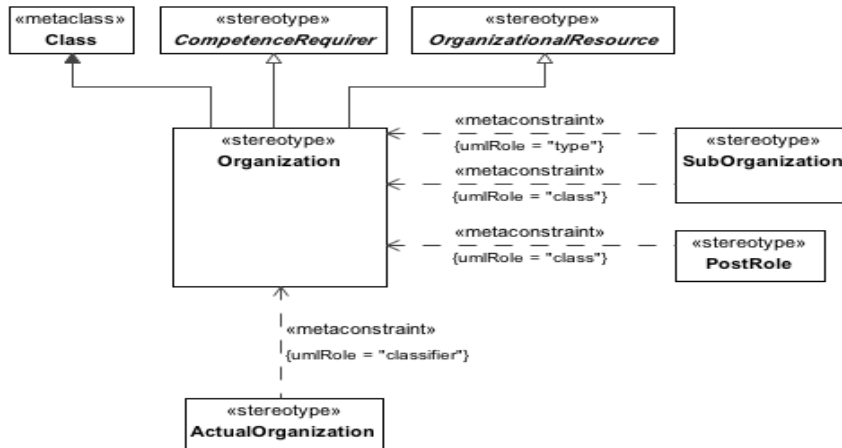 «metaclass»
Class
«stereotype»
CompetenceRequirer
«stereotype»
OrganizationalResource
«stereotype»
Organization
«metaconstraint»
{umlRole = "type"}
«metaconstraint»
{umlRole = "class"}
«stereotype»
SubOrganization
«metaconstraint»
{umlRole = "class"}
«stereotype»
PostRole
«metaconstraint»
{umlRole = "classifier"}
«stereotype»
ActualOrganization